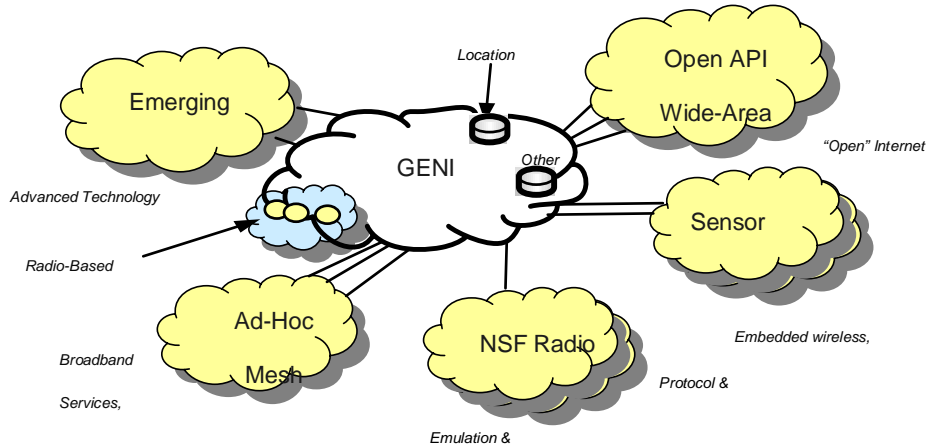 Location
Open API
Emerging
Wide-Area
"Open" Internet
Other
GENI
Advanced Technology
Sensor
Radio-Based
Ad-Hoc
NSF Radio
Embedded wireless,
Broadband
Mesh
Protocol &
Services,
Emulation &